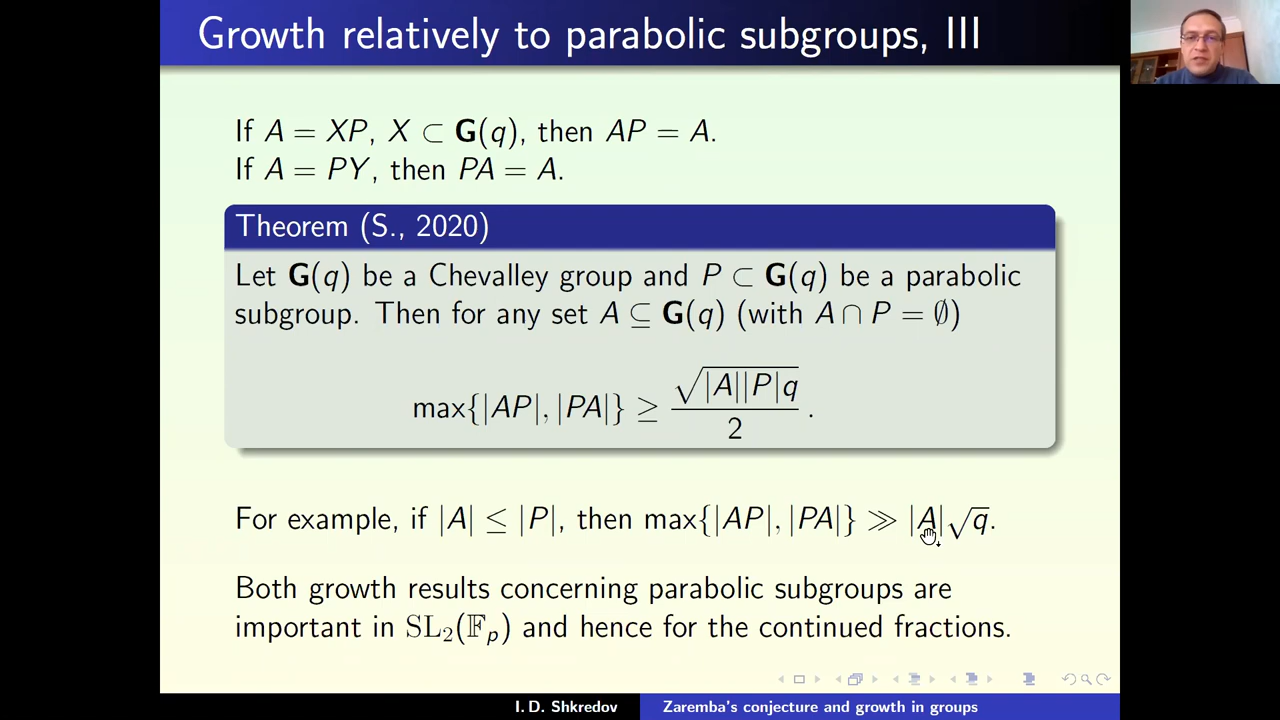 Growth relatively to parabolic subgroups, III
If A = XP, X ⊂ G(q), then AP = A.
If A = PY, then PA = A.
Theorem (S., 2020)
Let G(q) be a Chevalley group and P ⊂ G(q) be a parabolic
subgroup. Then for any set A ⊆ G(q) (with A ∩ P = ∅)
max{|AP|, |PA|} ≥ √|A||P|q / 2 .
For example, if |A| ≤ |P|, then max{|AP|, |PA|} ≫ |A|√q.
Both growth results concerning parabolic subgroups are
important in SL₂(𝔽ₚ) and hence for the continued fractions.
I. D. Shkredov Zaremba's conjecture and growth in groups